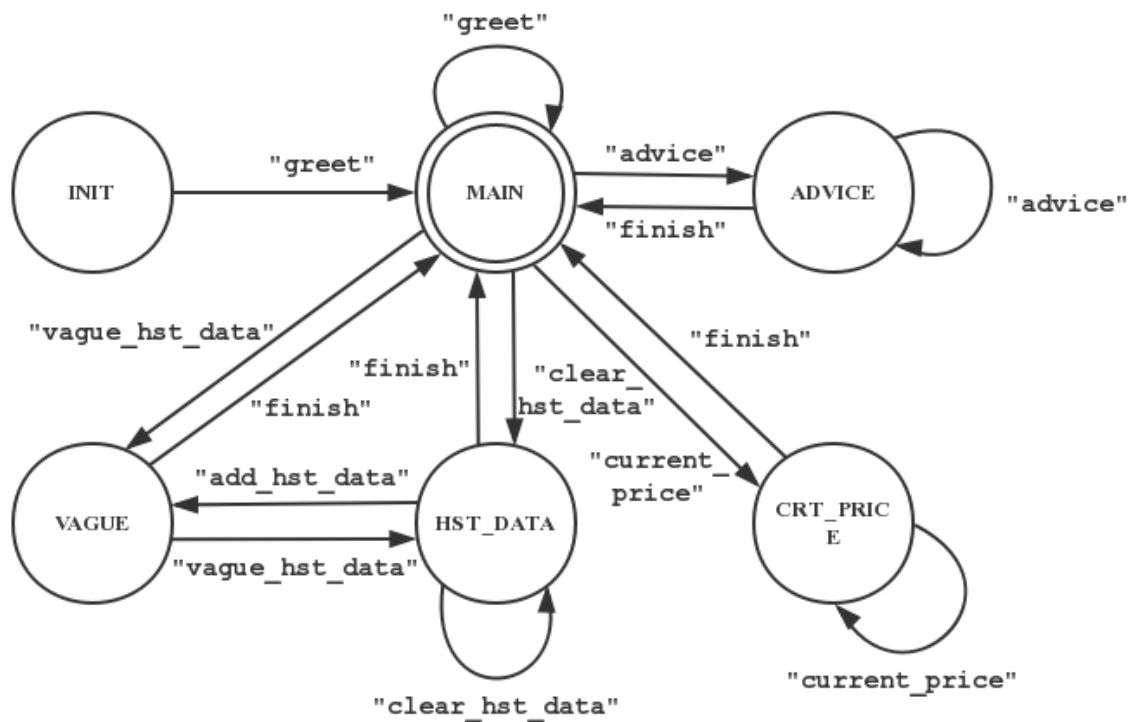 "greet"
INIT
"greet"
MAIN
"advice"
"finish"
ADVICE
"advice"
"vague_hst_data"
"finish"
"finish"
"clear_
hst_data"
"finish"
"current_
price"
VAGUE
"add_hst_data"
"vague_hst_data"
HST_DATA
CRT_PRIC
E
"clear_hst_data"
"current_price"